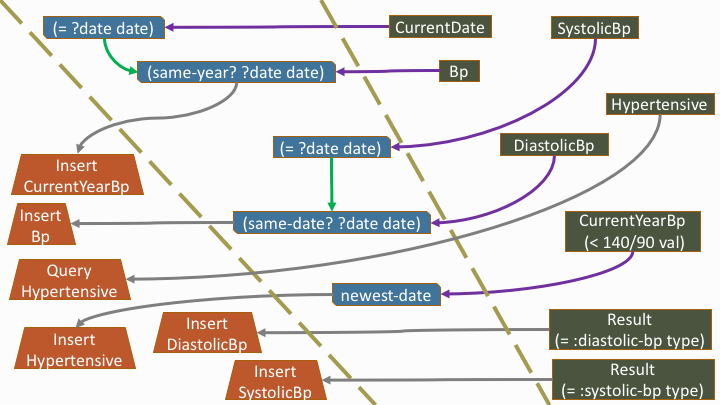 (= ?date date)
CurrentDate
SystolicBp
(same-year? ?date date)
Bp
Hypertensive
(= ?date date)
DiastolicBp
Insert
CurrentYearBp
Insert
Bp
(same-date? ?date date)
CurrentYearBp
(< 140/90 val)
Query
Hypertensive
newest-date
Insert
DiastolicBp
Result
(= :diastolic-bp type)
Insert
Hypertensive
Insert
SystolicBp
Result
(= :systolic-bp type)